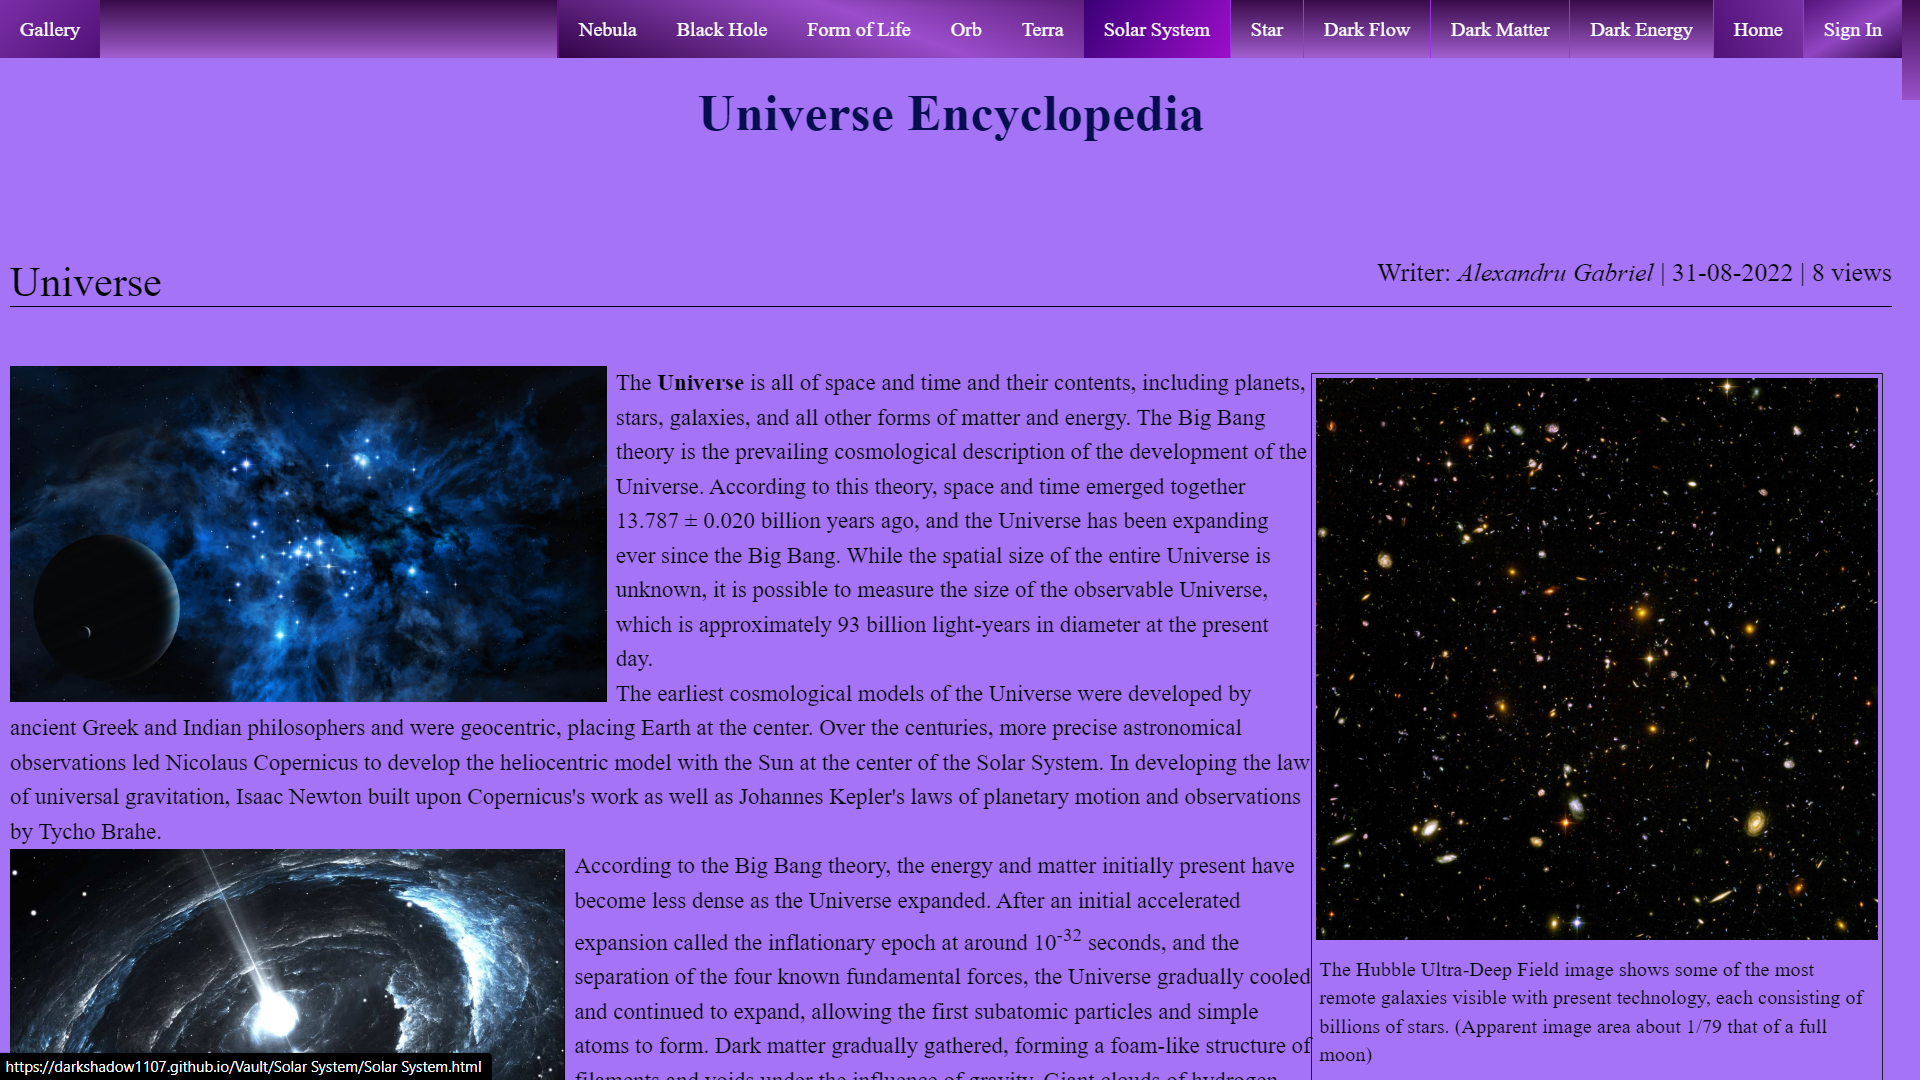 Gallery
Nebula
Black Hole
Form of Life
Orb
Terra
Solar System
Star
Dark Flow
Dark Matter
Dark Energy
Home
Sign In
Universe Encyclopedia
Universe
Writer: Alexandru Gabriel | 31-08-2022 | 8 views
The Universe is all of space and time and their contents, including planets,
stars, galaxies, and all other forms of matter and energy. The Big Bang
theory is the prevailing cosmological description of the development of the
Universe. According to this theory, space and time emerged together
13.787 ± 0.020 billion years ago, and the Universe has been expanding
ever since the Big Bang. While the spatial size of the entire Universe is
unknown, it is possible to measure the size of the observable Universe,
which is approximately 93 billion light-years in diameter at the present
day.
The earliest cosmological models of the Universe were developed by
ancient Greek and Indian philosophers and were geocentric, placing Earth at the center. Over the centuries, more precise astronomical
observations led Nicolaus Copernicus to develop the heliocentric model with the Sun at the center of the Solar System. In developing the law
of universal gravitation, Isaac Newton built upon Copernicus's work as well as Johannes Kepler's laws of planetary motion and observations
by Tycho Brahe.
According to the Big Bang theory, the energy and matter initially present have
become less dense as the Universe expanded. After an initial accelerated
expansion called the inflationary epoch at around 10-32 seconds, and the
separation of the four known fundamental forces, the Universe gradually cooled
and continued to expand, allowing the first subatomic particles and simple
atoms to form. Dark matter gradually gathered, forming a foam-like structure of
filaments and voids under the influence of gravity. Giant clouds of hydrogen
The Hubble Ultra-Deep Field image shows some of the most
remote galaxies visible with present technology, each consisting of
billions of stars. (Apparent image area about 1/79 that of a full
moon)
https://darkshadow1107.github.io/Vault/Solar System/Solar System.html